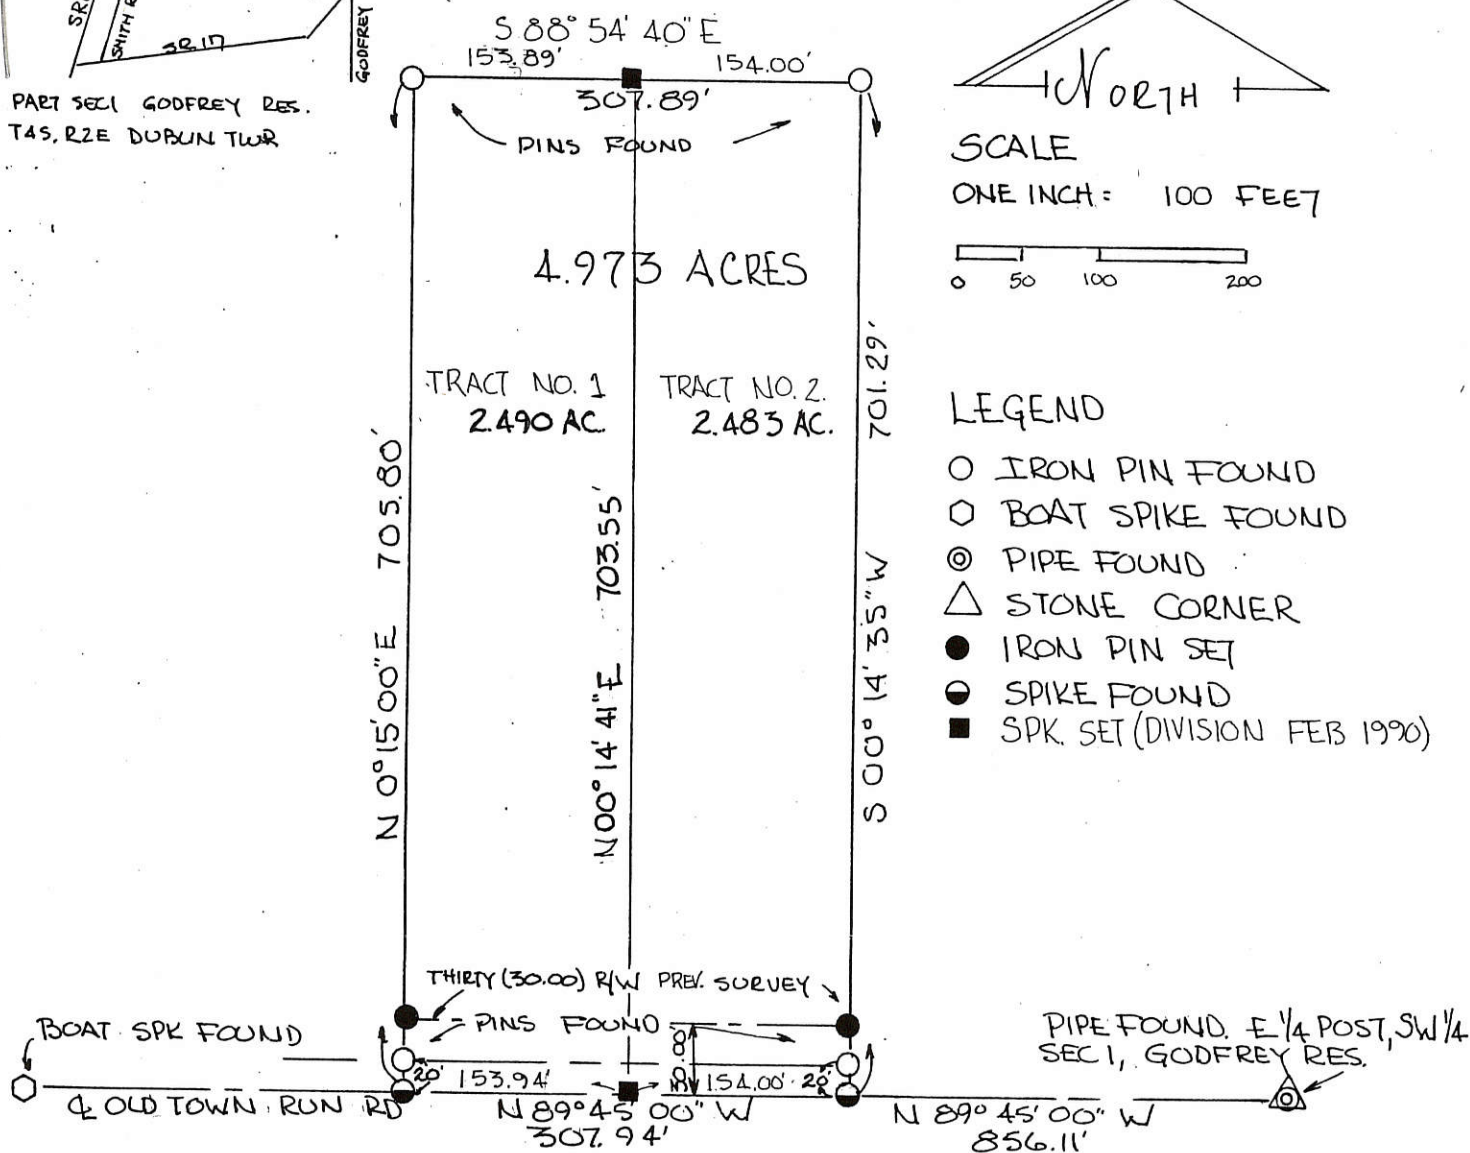 SR
SMITH R
SR 17
GODFREY
PART SEC 1 GODFREY RES.
T4S, R2E DUBLIN TWP.
S 88° 54' 40" E
153.89' 154.00'
307.89'
PINS FOUND
NORTH
SCALE
ONE INCH = 100 FEET
0 50 100 200
4.973 ACRES
TRACT NO. 1
2.490 AC.
TRACT NO. 2.
2.483 AC.
N 0° 15' 00" E 705.80'
N 00° 14' 41" E 703.55'
S 00° 14' 35" W 701.29'
LEGEND
IRON PIN FOUND
BOAT SPIKE FOUND
PIPE FOUND
STONE CORNER
IRON PIN SET
SPIKE FOUND
SPK. SET (DIVISION FEB 1990)
THIRTY (30.00) R/W PREV. SURVEY
PINS FOUND
30.00
BOAT SPK FOUND
20' 153.94' 154.00' 20'
℄ OLD TOWN RUN RD
N 89° 45' 00" W
307.94'
PIPE FOUND. E 1/4 POST, SW 1/4
SEC 1, GODFREY RES.
N 89° 45' 00" W
856.11'